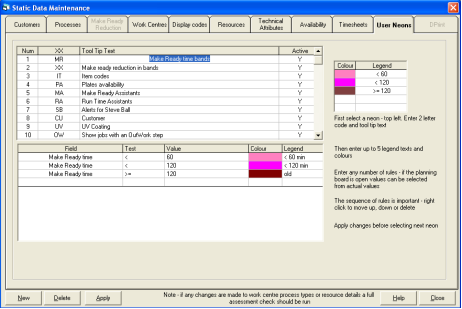 Static Data Maintenance
Customers Processes Make Ready Reduction Work Centres Display codes Resources Technical Attributes Availability Timesheets User Neons DPast
Num XX Tool Tip Text Active
1 MR Make Ready time bands Y
2 XX Make ready reduction in bands Y
3 IT Item codes Y
4 PA Plates availability Y
5 MA Make Ready Assistants Y
6 RA Run Time Assistants Y
7 SB Alerts for Steve Ball Y
8 CU Customer Y
9 UV UV Coating Y
10 OW Show jobs with an OutWork step Y
Colour Legend
< 60
< 120
>= 120
First select a neon - top left. Enter 2 letter
code and tool tip text
Field Test Value Colour Legend
Make Ready time < 60 < 60 min
Make Ready time < 120 < 120 min
Make Ready time >= 120 old
Then enter up to 5 legend texts and
colours
Enter any number of rules - if the planning
board is open values can be selected
from actual values
The sequence of rules is important - right
click to move up, down or delete
Apply changes before selecting next neon
New Delete Apply
Note - if any changes are made to work centre process types or resource details a full
assessment check should be run
Help Close